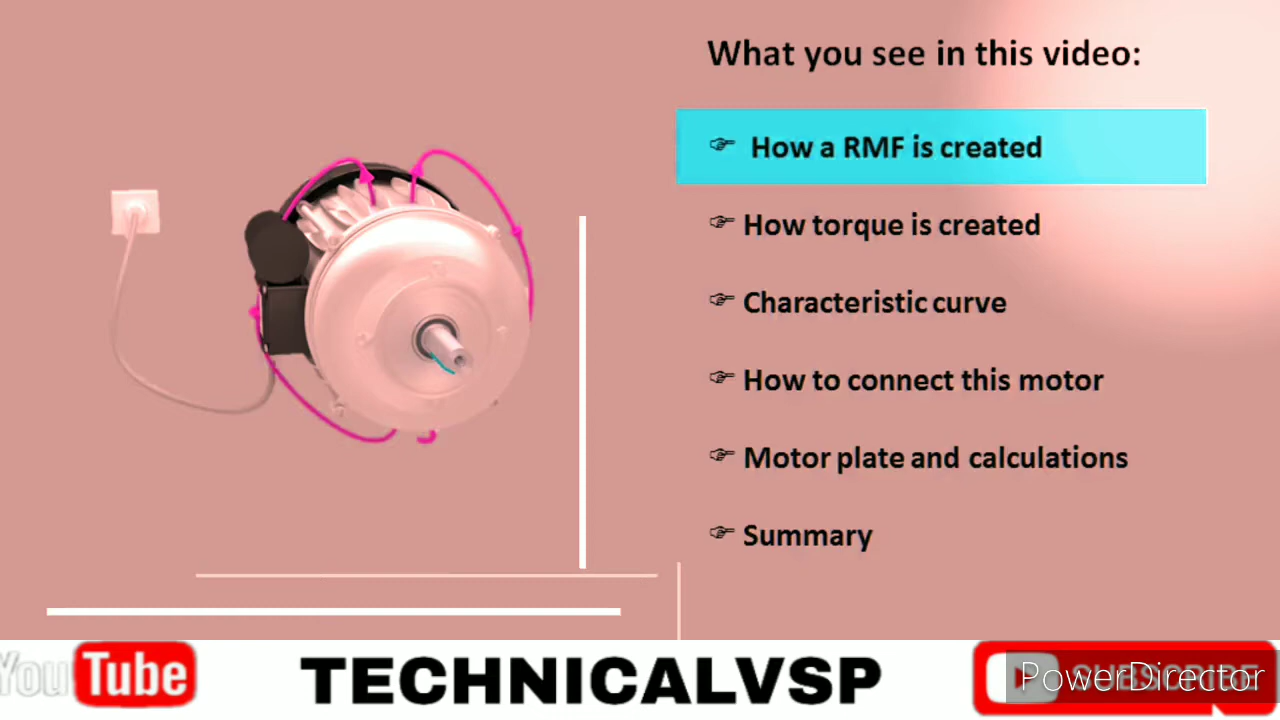 What you see in this video:
☞ How a RMF is created
☞ How torque is created
☞ Characteristic curve
☞ How to connect this motor
☞ Motor plate and calculations
☞ Summary
YouTube
TECHNICALVSP
SUBSCRIBE
PowerDirector